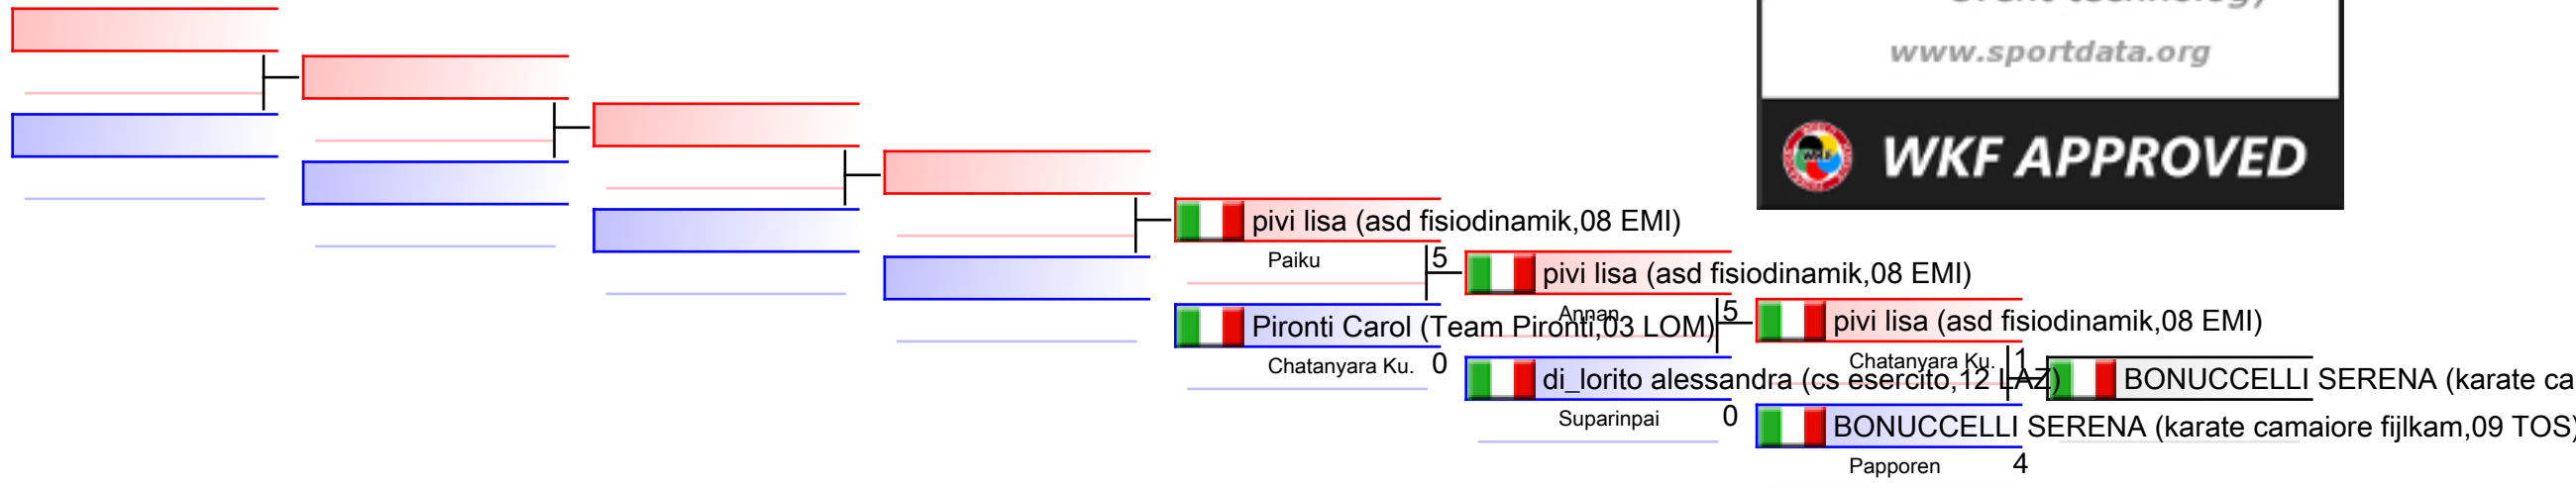 event technology
www.sportdata.org
WKF APPROVED
pivi lisa (asd fisiodinamik,08 EMI)
Paiku
5
pivi lisa (asd fisiodinamik,08 EMI)
Annan
5
Pironti Carol (Team Pironti,03 LOM)
Chatanyara Ku.
0
pivi lisa (asd fisiodinamik,08 EMI)
Chatanyara Ku.
1
di_lorito alessandra (cs esercito,12 LAZ)
Suparinpai
0
BONUCCELLI SERENA (karate ca
BONUCCELLI SERENA (karate camaiore fijlkam,09 TOS)
Papporen
4